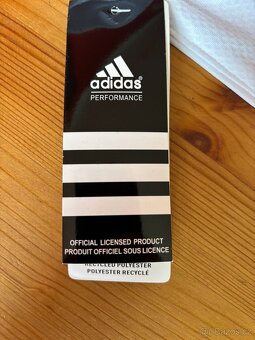 adidas®
PERFORMANCE
OFFICIAL LICENSED PRODUCT
PRODUIT OFFICIEL SOUS LICENCE
RECYCLED POLYESTER
POLYESTER RECYCLÉ